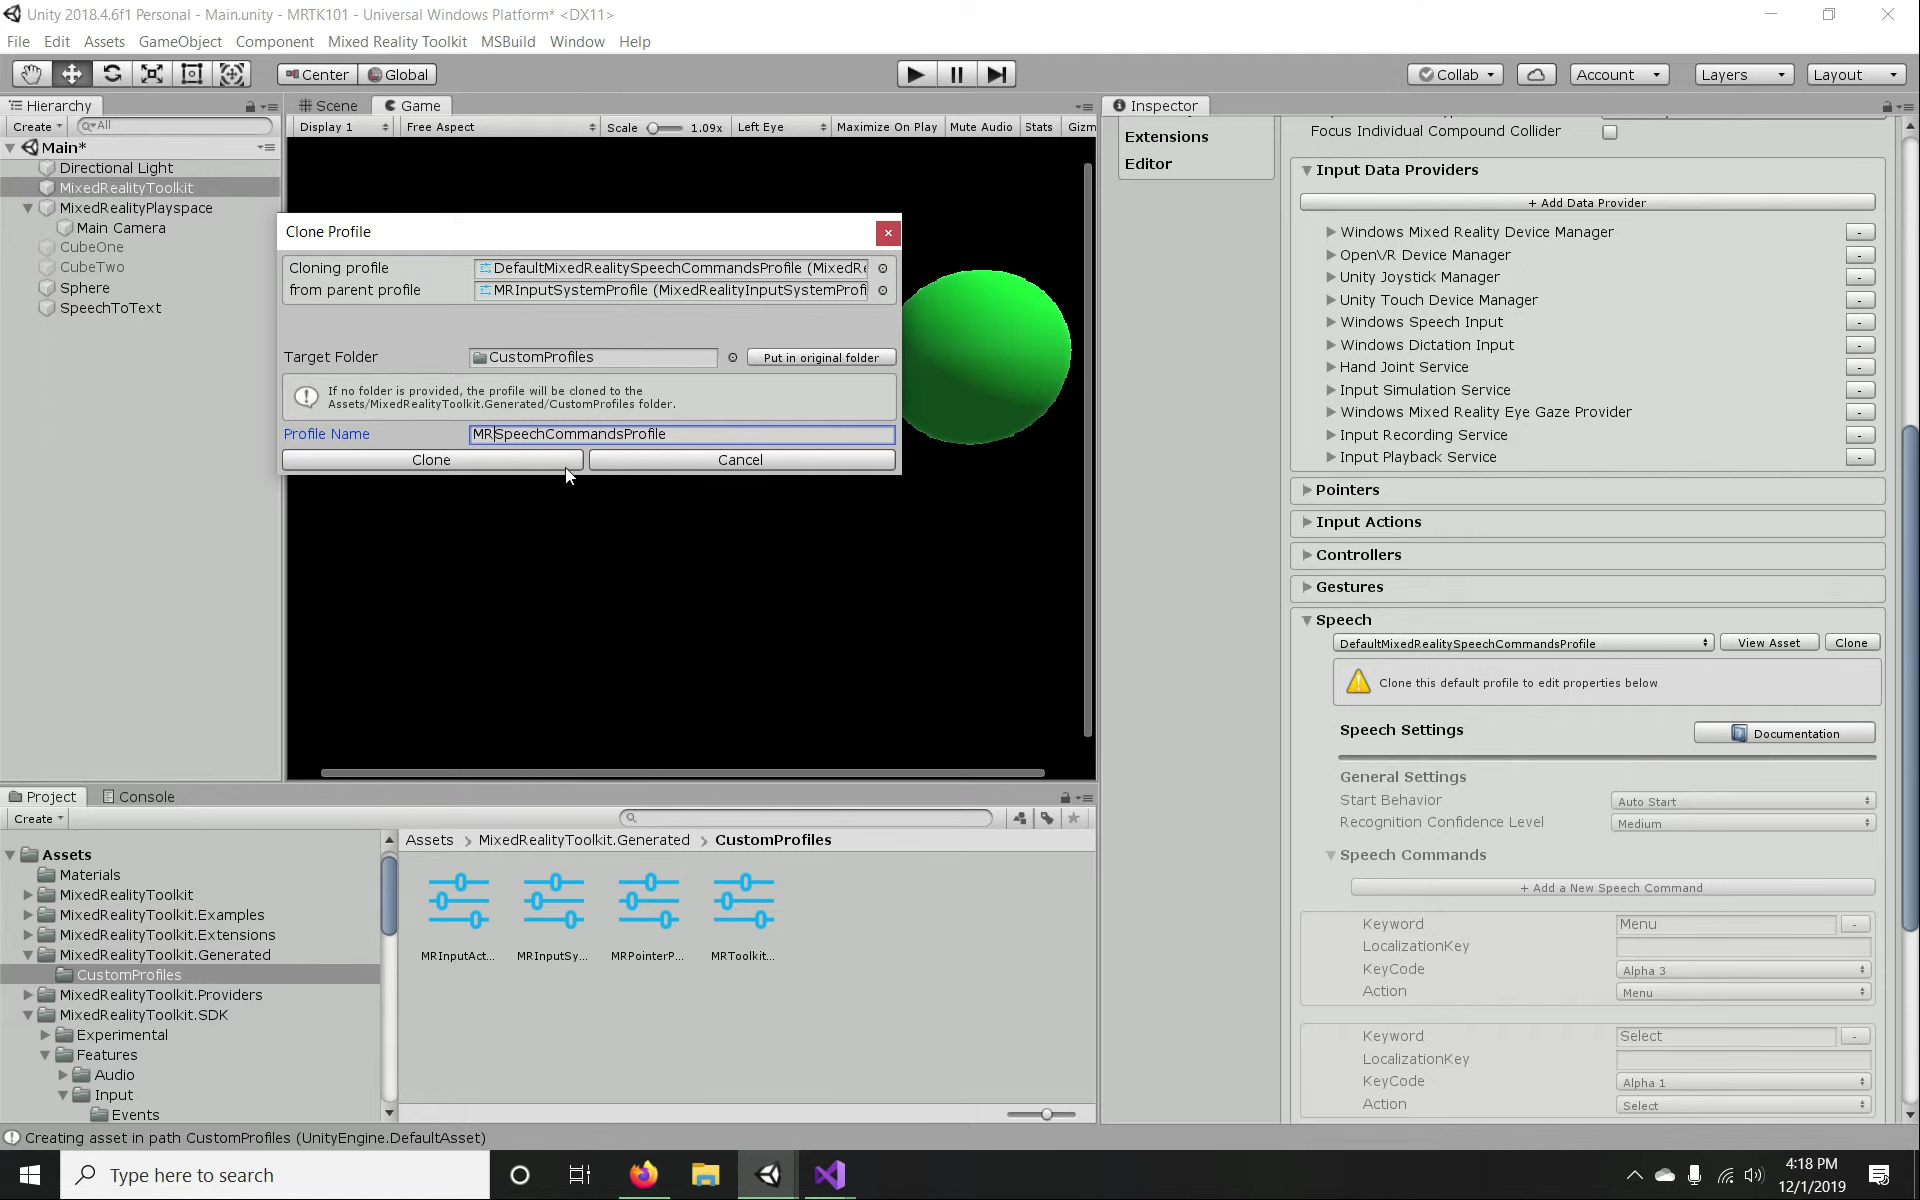 Unity 2018.4.6f1 Personal - Main.unity - MRTK101 - Universal Windows Platform* <DX11>
File Edit Assets GameObject Component Mixed Reality Toolkit MSBuild Window Help
Center Global Collab Account Layers Layout
Hierarchy
Create All
Main*
Directional Light
MixedRealityToolkit
MixedRealityPlayspace
Main Camera
CubeOne
CubeTwo
Sphere
SpeechToText
Scene Game
Display 1 Free Aspect Scale 1.09x Left Eye Maximize On Play Mute Audio Stats Gizm
Clone Profile
Cloning profile DefaultMixedRealitySpeechCommandsProfile (MixedRe
from parent profile MRInputSystemProfile (MixedRealityInputSystemProfi
Target Folder CustomProfiles Put in original folder
If no folder is provided, the profile will be cloned to the
Assets/MixedRealityToolkit.Generated/CustomProfiles folder.
Profile Name MRSpeechCommandsProfile
Clone Cancel
Inspector
Extensions
Editor
Focus Individual Compound Collider
Input Data Providers
+ Add Data Provider
Windows Mixed Reality Device Manager -
OpenVR Device Manager -
Unity Joystick Manager -
Unity Touch Device Manager -
Windows Speech Input -
Windows Dictation Input -
Hand Joint Service -
Input Simulation Service -
Windows Mixed Reality Eye Gaze Provider -
Input Recording Service -
Input Playback Service -
Pointers
Input Actions
Controllers
Gestures
Speech
DefaultMixedRealitySpeechCommandsProfile View Asset Clone
Clone this default profile to edit properties below
Speech Settings Documentation
General Settings
Start Behavior Auto Start
Recognition Confidence Level Medium
Speech Commands
+ Add a New Speech Command
Keyword Menu -
LocalizationKey
KeyCode Alpha 3
Action Menu
Keyword Select -
LocalizationKey
KeyCode Alpha 1
Action Select
Project Console
Create
Assets
Materials
MixedRealityToolkit
MixedRealityToolkit.Examples
MixedRealityToolkit.Extensions
MixedRealityToolkit.Generated
CustomProfiles
MixedRealityToolkit.Providers
MixedRealityToolkit.SDK
Experimental
Features
Audio
Input
Events
Assets > MixedRealityToolkit.Generated > CustomProfiles
MRInputAct... MRInputSy... MRPointerP... MRToolkit...
Creating asset in path CustomProfiles (UnityEngine.DefaultAsset)
Type here to search
4:18 PM
12/1/2019